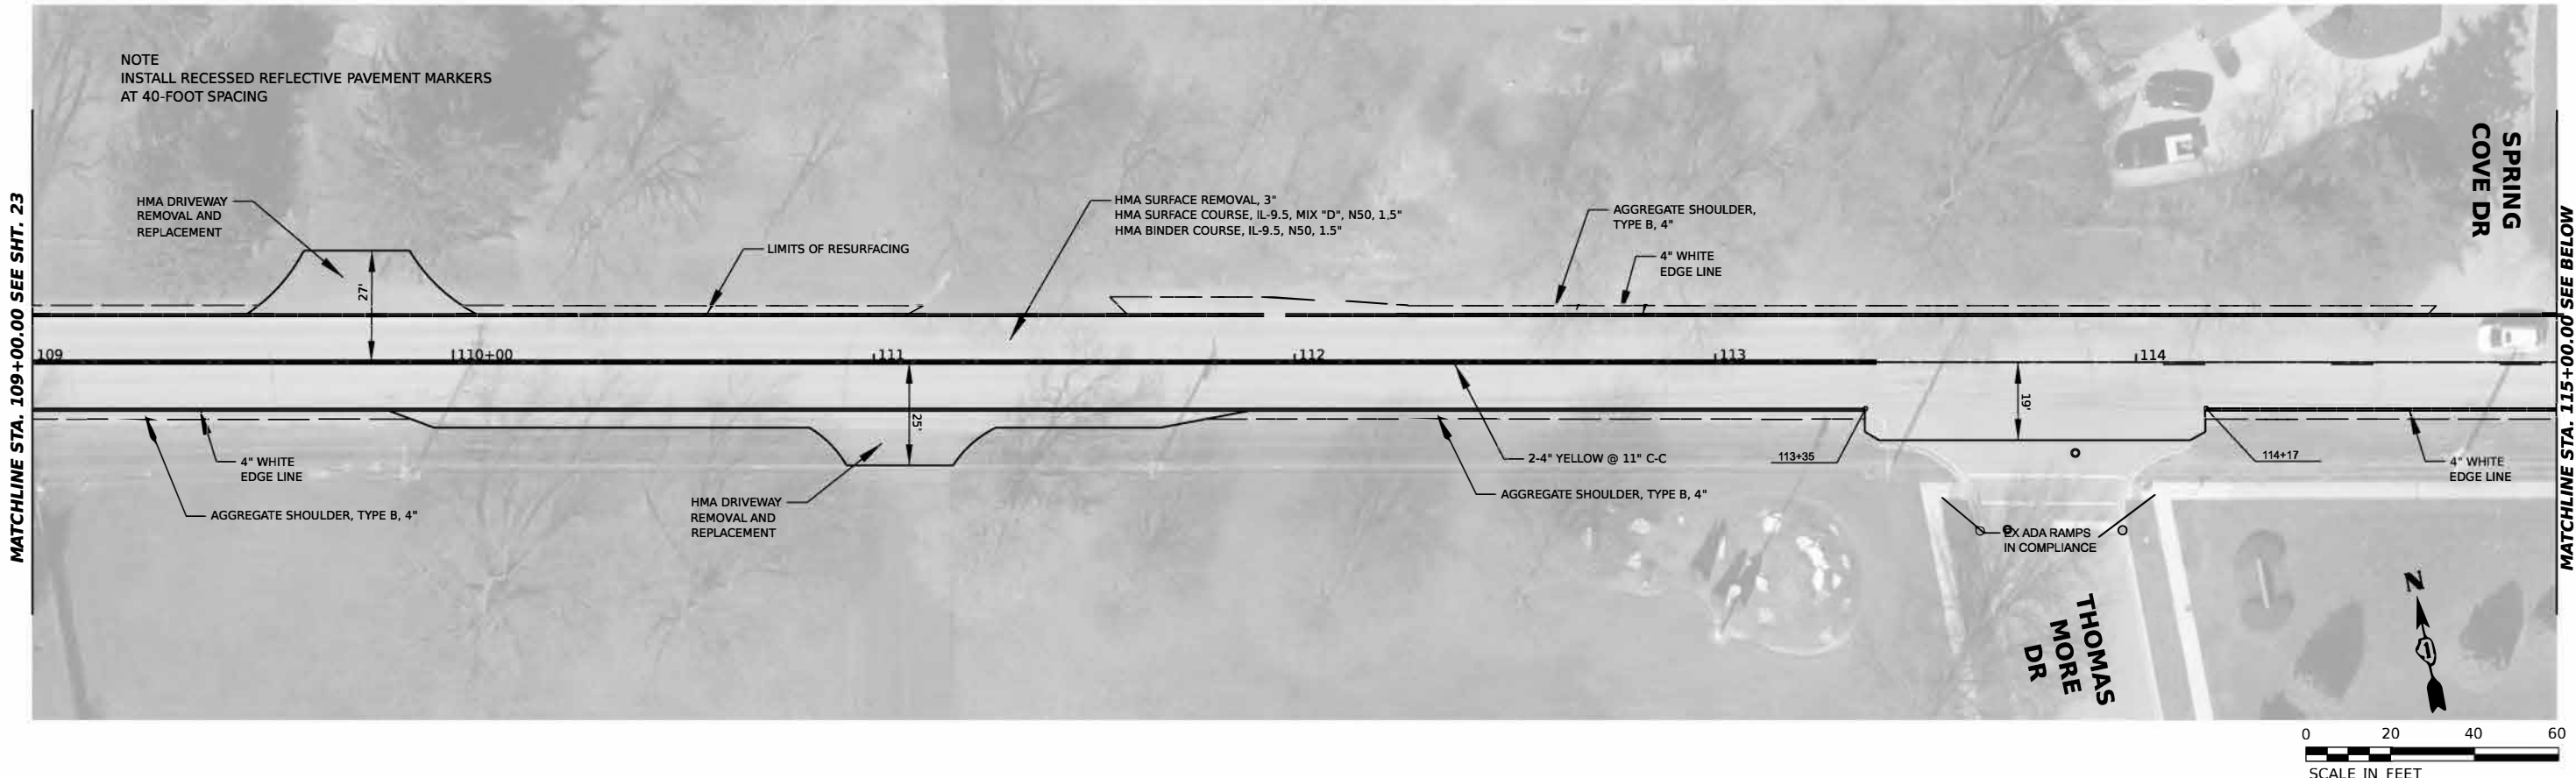 NOTE
INSTALL RECESSED REFLECTIVE PAVEMENT MARKERS
AT 40-FOOT SPACING
MATCHLINE STA. 109+00.00 SEE SHT. 23
HMA DRIVEWAY
REMOVAL AND
REPLACEMENT
27'
LIMITS OF RESURFACING
HMA SURFACE REMOVAL, 3"
HMA SURFACE COURSE, IL-9.5, MIX "D", N50, 1.5"
HMA BINDER COURSE, IL-9.5, N50, 1.5"
AGGREGATE SHOULDER,
TYPE B, 4"
4" WHITE
EDGE LINE
SPRING
COVE DR
MATCHLINE STA. 115+00.00 SEE BELOW
109
110+00
111
112
113
114
4" WHITE
EDGE LINE
AGGREGATE SHOULDER, TYPE B, 4"
25'
HMA DRIVEWAY
REMOVAL AND
REPLACEMENT
2-4" YELLOW @ 11" C-C
AGGREGATE SHOULDER, TYPE B, 4"
113+35
19'
114+17
4" WHITE
EDGE LINE
EX ADA RAMPS
IN COMPLIANCE
THOMAS
MORE
DR
N
0 20 40 60
SCALE IN FEET